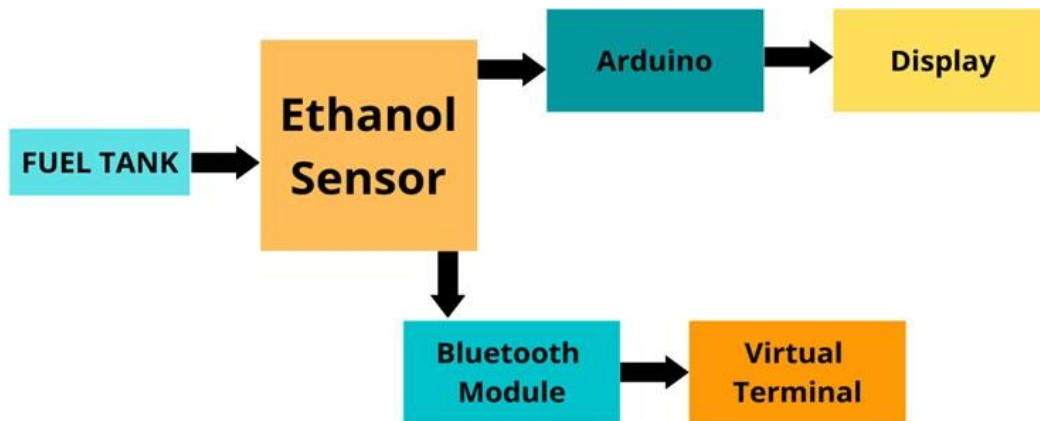 FUEL TANK
Ethanol
Sensor
Arduino
Display
Bluetooth
Module
Virtual
Terminal